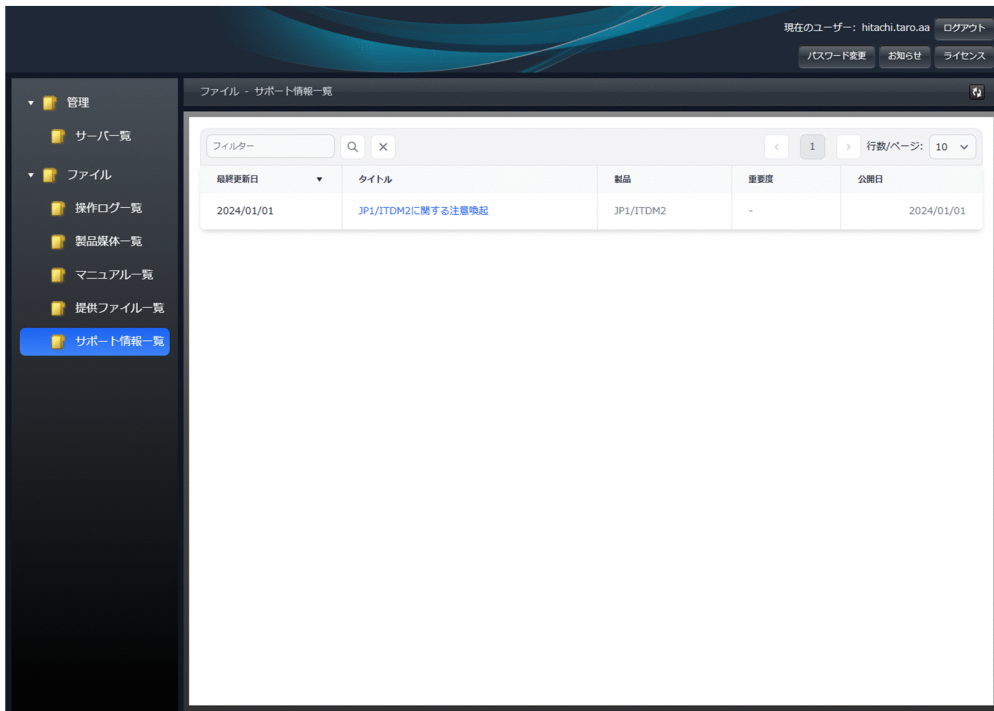 現在のユーザー: hitachi.taro.aa ログアウト
パスワード変更 お知らせ ライセンス
管理
サーバ一覧
ファイル
操作ログ一覧
製品媒体一覧
マニュアル一覧
提供ファイル一覧
サポート情報一覧
ファイル - サポート情報一覧
フィルター 1 行数/ページ: 10
最終更新日 ▼ タイトル 製品 重要度 公開日
2024/01/01 JP1/ITDM2に関する注意喚起 JP1/ITDM2 - 2024/01/01